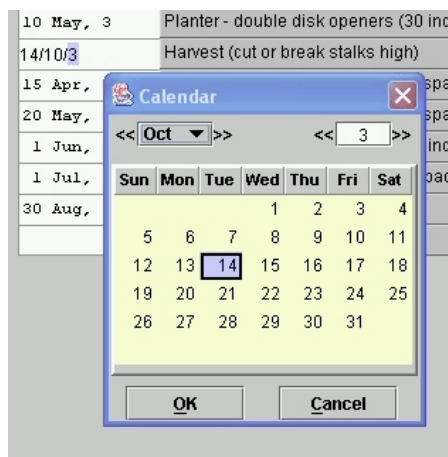 10 May, 3 Planter - double disk openers (30 inc
14/10/3 Harvest (cut or break stalks high)
15 Apr, spa
Calendar
20 May, spa
<< Oct >> << 3 >>
1 Jun, inc
1 Jul,
Sun Mon Tue Wed Thu Fri Sat
30 Aug,
1 2 3 4
5 6 7 8 9 10 11
12 13 14 15 16 17 18
19 20 21 22 23 24 25
26 27 28 29 30 31
OK Cancel